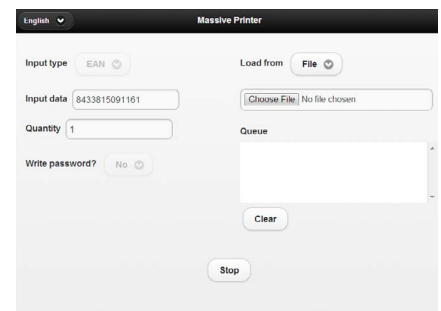 English Massive Printer
Input type EAN Load from File
Input data 8433815091161 Choose File No file chosen
Quantity 1 Queue
Write password? No
Clear
Stop